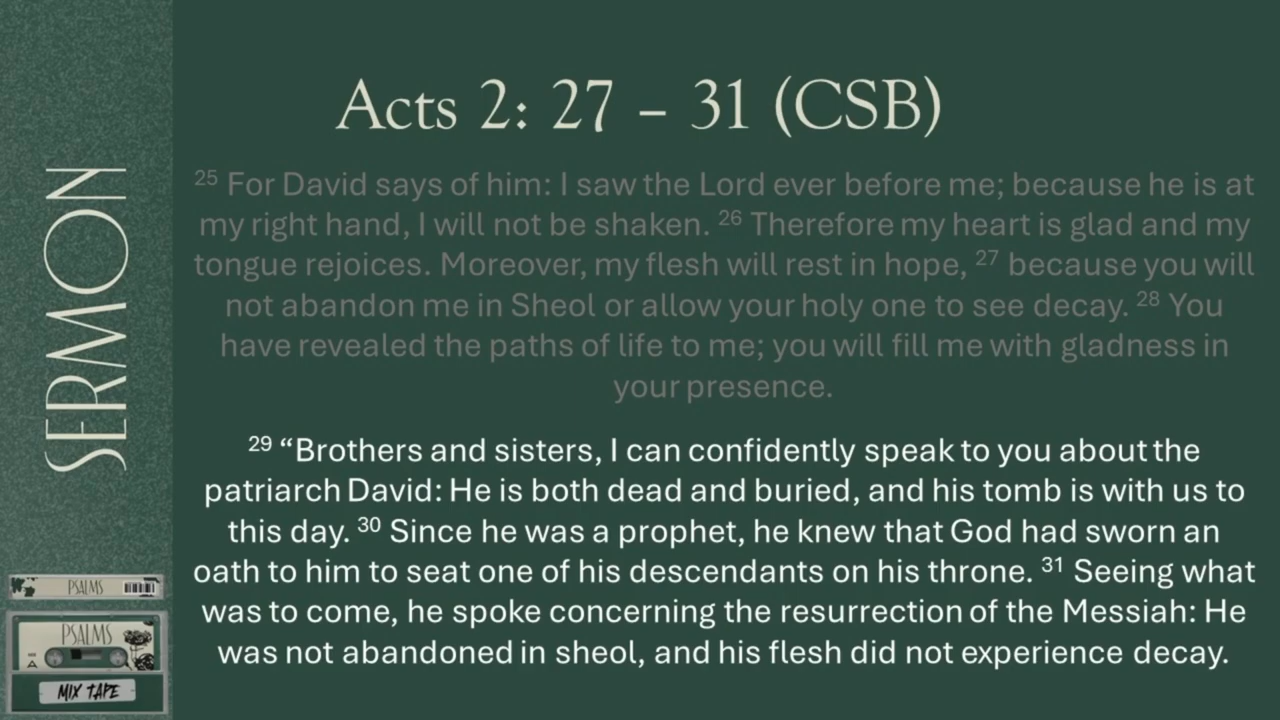 Acts 2: 27 – 31 (CSB)
25 For David says of him: I saw the Lord ever before me; because he is at
my right hand, I will not be shaken. 26 Therefore my heart is glad and my
tongue rejoices. Moreover, my flesh will rest in hope, 27 because you will
not abandon me in Sheol or allow your holy one to see decay. 28 You
have revealed the paths of life to me; you will fill me with gladness in
your presence.
29 “Brothers and sisters, I can confidently speak to you about the
patriarch David: He is both dead and buried, and his tomb is with us to
this day. 30 Since he was a prophet, he knew that God had sworn an
oath to him to seat one of his descendants on his throne. 31 Seeing what
was to come, he spoke concerning the resurrection of the Messiah: He
was not abandoned in sheol, and his flesh did not experience decay.
SERMON
PSALMS
PSALMS
A
MIX TAPE